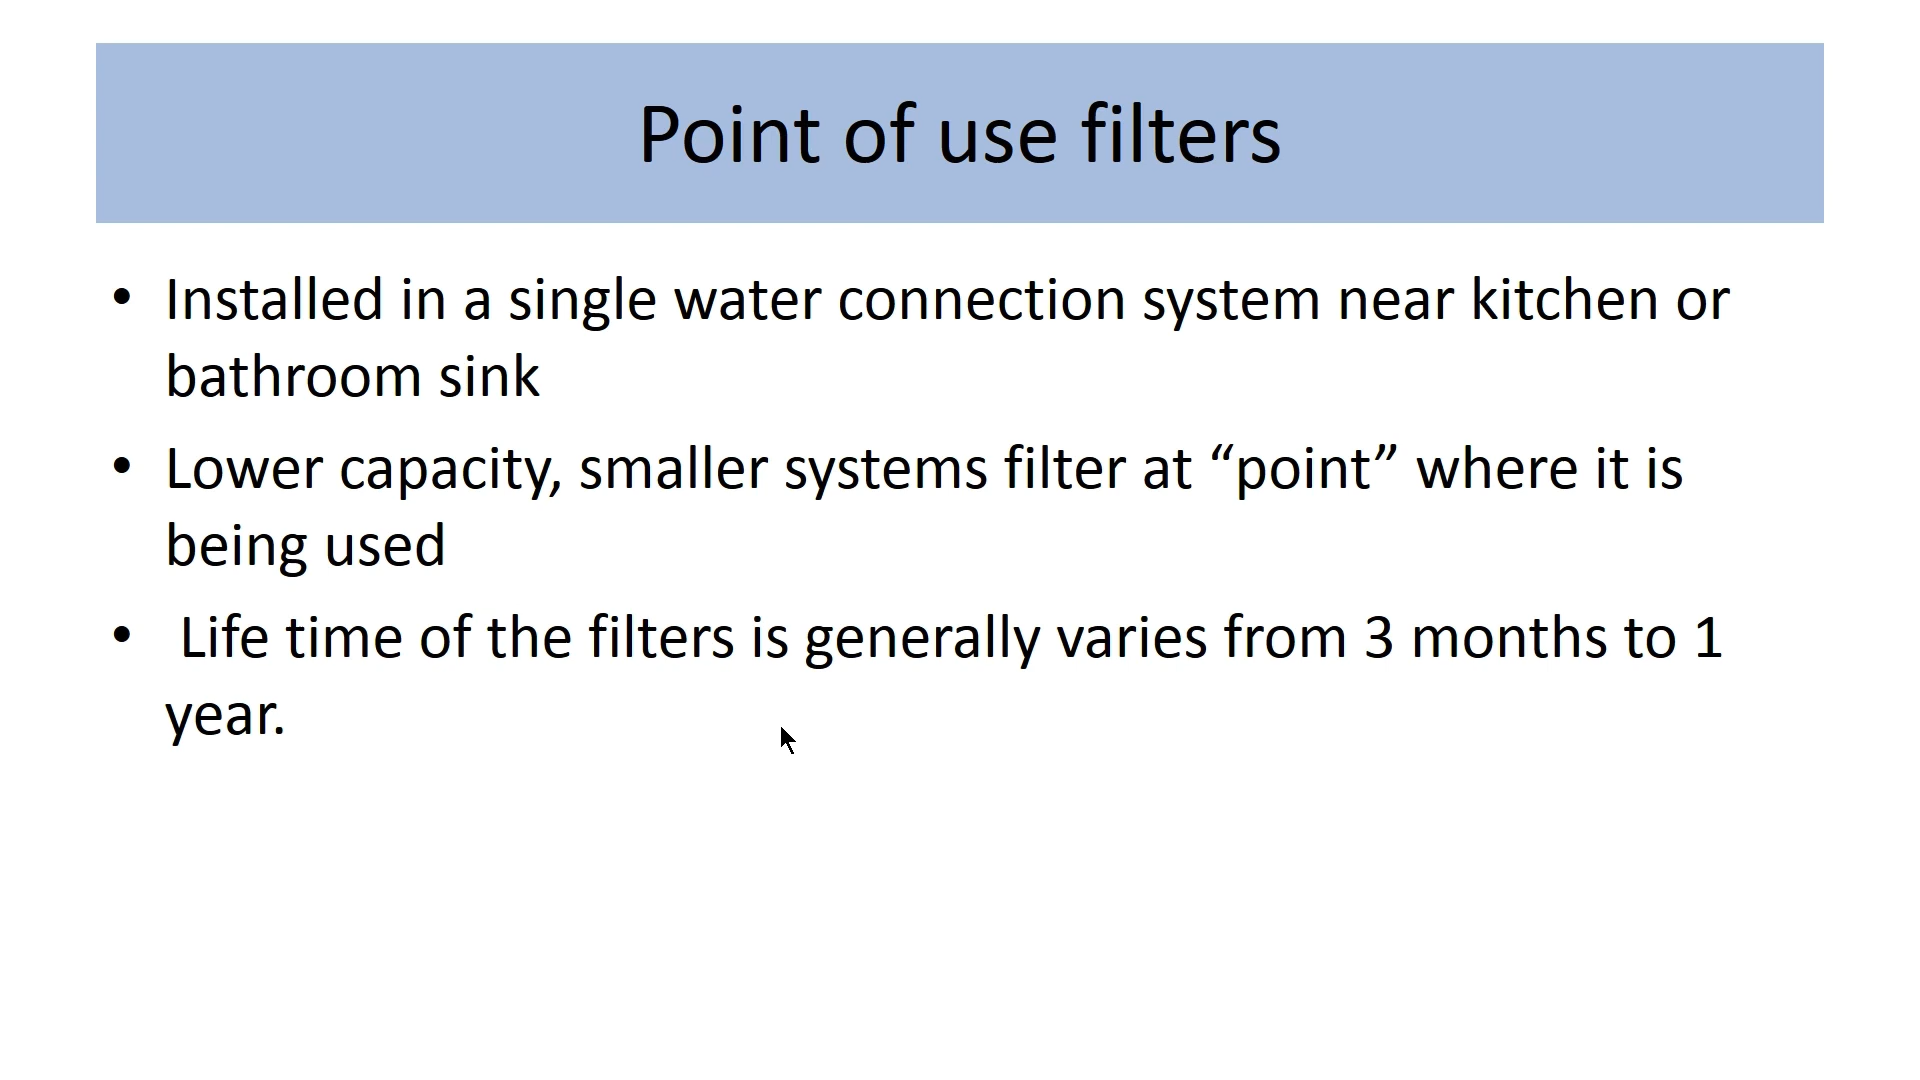 Point of use filters
• Installed in a single water connection system near kitchen or
bathroom sink
• Lower capacity, smaller systems filter at “point” where it is
being used
• Life time of the filters is generally varies from 3 months to 1
year.